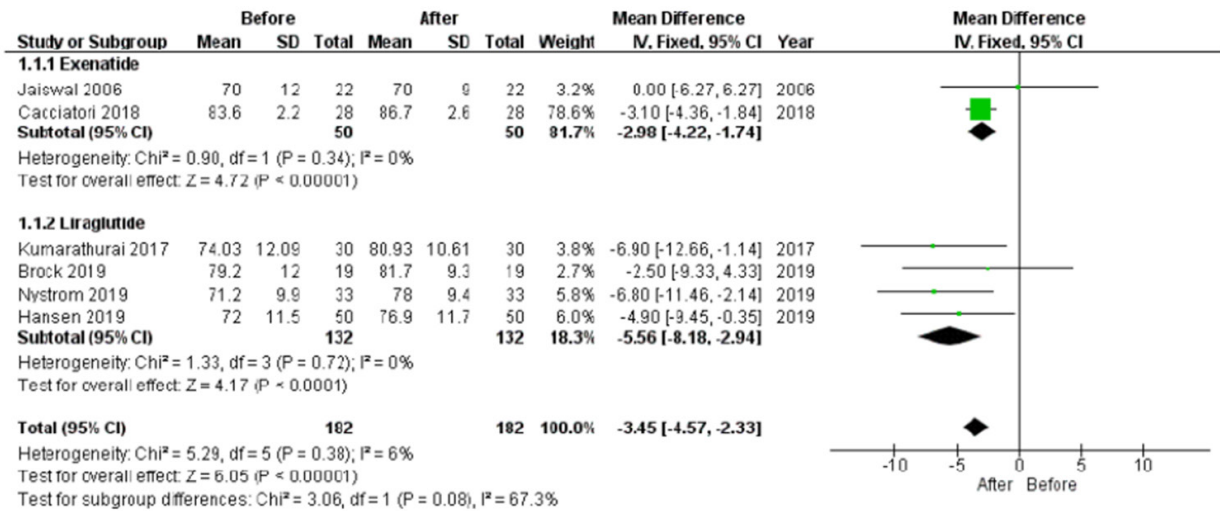 Before After Mean Difference Mean Difference
Study or Subgroup Mean SD Total Mean SD Total Weight IV, Fixed, 95% CI Year IV, Fixed, 95% CI
1.1.1 Exenatide
Jaiswal 2006 70 12 22 70 9 22 3.2% 0.00 [-6.27, 6.27] 2006
Cacciatori 2018 83.6 2.2 28 86.7 2.6 28 78.6% -3.10 [-4.36, -1.84] 2018
Subtotal (95% CI) 50 50 81.7% -2.98 [-4.22, -1.74]
Heterogeneity: Chi² = 0.90, df = 1 (P = 0.34); I² = 0%
Test for overall effect: Z = 4.72 (P < 0.00001)
1.1.2 Liraglutide
Kumarathurai 2017 74.03 12.09 30 80.93 10.61 30 3.8% -6.90 [-12.66, -1.14] 2017
Brock 2019 79.2 12 19 81.7 9.3 19 2.7% -2.50 [-9.33, 4.33] 2019
Nystrom 2019 71.2 9.9 33 78 9.4 33 5.8% -6.80 [-11.46, -2.14] 2019
Hansen 2019 72 11.5 50 76.9 11.7 50 6.0% -4.90 [-9.45, -0.35] 2019
Subtotal (95% CI) 132 132 18.3% -5.56 [-8.18, -2.94]
Heterogeneity: Chi² = 1.33, df = 3 (P = 0.72); I² = 0%
Test for overall effect: Z = 4.17 (P < 0.0001)
Total (95% CI) 182 182 100.0% -3.45 [-4.57, -2.33]
Heterogeneity: Chi² = 5.29, df = 5 (P = 0.38); I² = 6%
Test for overall effect: Z = 6.05 (P < 0.00001)
Test for subgroup differences: Chi² = 3.06, df = 1 (P = 0.08), I² = 67.3%
-10 -5 0 5 10
After Before